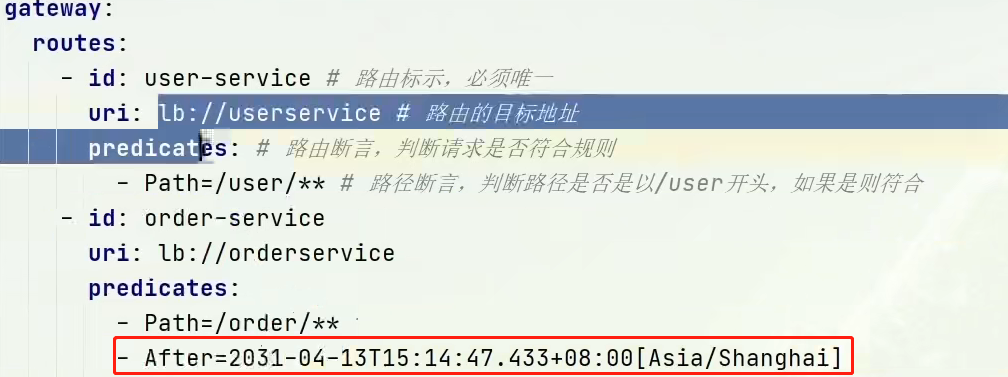 gateway:
routes:
- id: user-service # 路由标示，必须唯一
uri: lb://userservice # 路由的目标地址
predicates: # 路由断言，判断请求是否符合规则
- Path=/user/** # 路径断言，判断路径是否是以/user开头，如果是则符合
- id: order-service
uri: lb://orderservice
predicates:
- Path=/order/**
- After=2031-04-13T15:14:47.433+08:00[Asia/Shanghai]